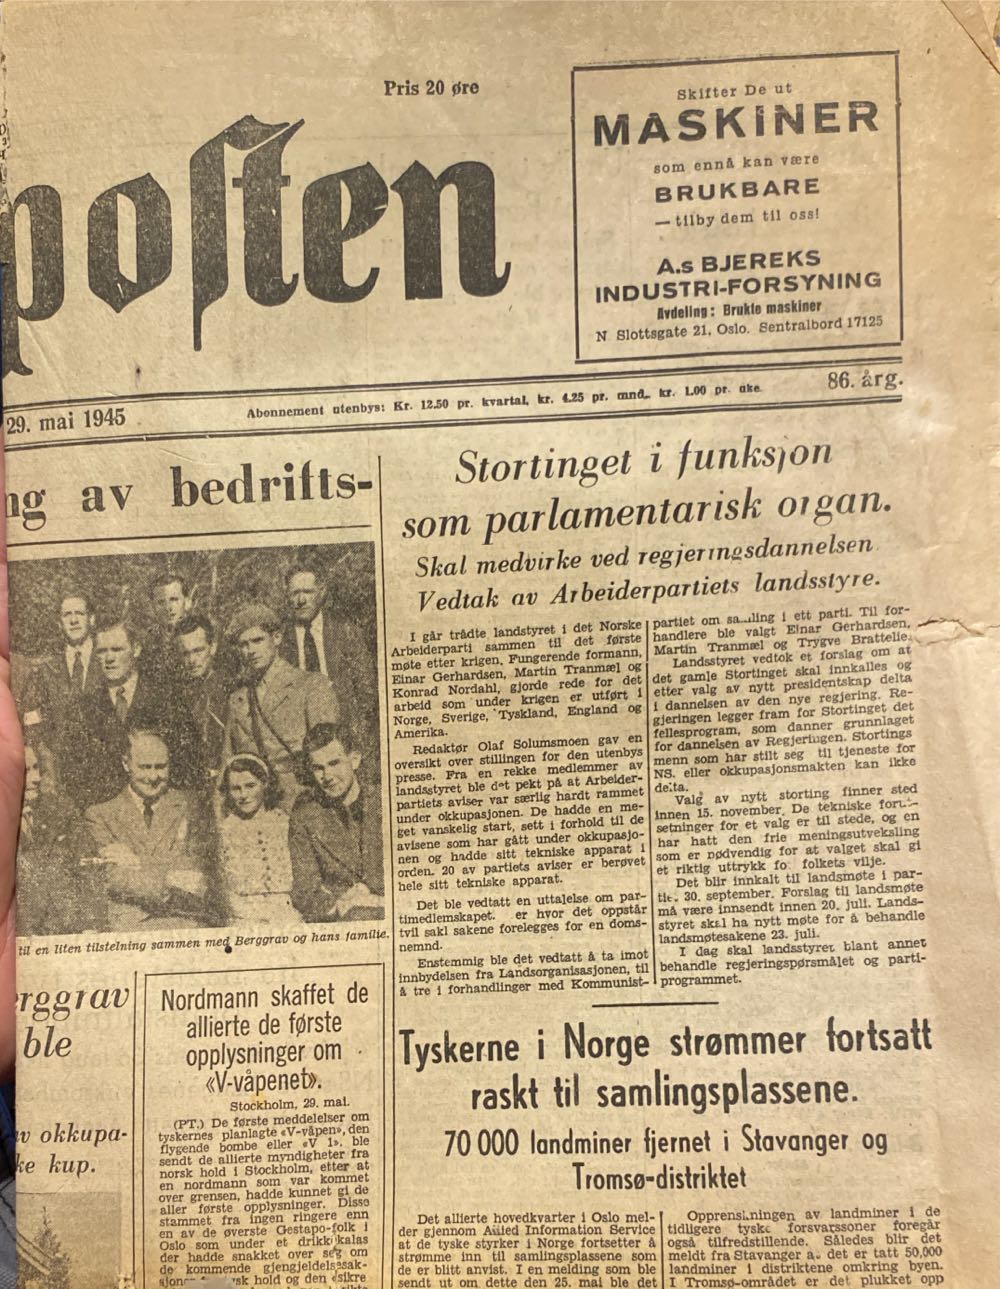 Pris 20 øre
posten
Skifter De ut
MASKINER
som ennå kan være
BRUKBARE
— tilby dem til oss!
A.s BJEREKS
INDUSTRI-FORSYNING
Avdeling: Brukte maskiner
N Slottsgate 21, Oslo. Sentralbord 17125
29. mai 1945
Abonnement utenbys: Kr. 12.50 pr. kvartal, kr. 4.25 pr. mnd., kr. 1.00 pr. uke.
86. årg.
ng av bedrifts-
til en liten tilstelning sammen med Berggrav og hans familie.
erggrav
ble
av okkupa-
ke kup.
Nordmann skaffet de
allierte de første
opplysninger om
«V-våpenet».
Stockholm, 29. mai.
(PT.) De første meddelelser om
tyskernes planlagte «V-våpen», den
flygende bombe eller «V 1», ble
sendt de allierte myndigheter fra
norsk hold i Stockholm, etter at
en nordmann som var kommet
over grensen, hadde kunnet gi de
aller første opplysninger. Disse
stammet fra ingen ringere enn
en av de øverste Gestapo-folk i
Oslo som under et drikkekalas
der hadde snakket over seg om
de kommende gjengjeldelsesak-
sjoner sk hold og den sikre
Stortinget i funksjon
som parlamentarisk organ.
Skal medvirke ved regjeringsdannelsen
Vedtak av Arbeiderpartiets landsstyre.
I går trådte landstyret i det Norske
Arbeiderparti sammen til det første
møte etter krigen. Fungerende formann,
Einar Gerhardsen, Martin Tranmæl og
Konrad Nordahl, gjorde rede for det
arbeid som under krigen er utført i
Norge, Sverige, Tyskland, England og
Amerika.
Redaktør Olaf Solumsmoen gav en
oversikt over stillingen for den utenbys
presse. Fra en rekke medlemmer av
landsstyret ble det pekt på at Arbeider-
partiets aviser var særlig hardt rammet
under okkupasjonen. De hadde en me-
get vanskelig start, sett i forhold til de
avisene som har gått under okkupasjo-
nen og hadde sitt tekniske apparat i
orden. 20 av partiets aviser er berøvet
hele sitt tekniske apparat.
Det ble vedtatt en uttalelse om par-
timedlemskapet. er hvor det oppstår
tvil skal sakene forelegges for en doms-
nemnd.
Enstemmig ble det vedtatt å ta imot
innbydelsen fra Landsorganisasjonen, til
å tre i forhandlinger med Kommunist-
partiet om samling i ett parti. Til for-
handlere ble valgt Einar Gerhardsen,
Martin Tranmæl og Trygve Brattelie.
Landsstyret vedtok et forslag om at
det gamle Stortinget skal innkalles og
etter valg av nytt presidentskap delta
i dannelsen av den nye regjering. Re-
gjeringen legger fram for Stortinget det
fellesprogram, som danner grunnlaget
for dannelsen av Regjeringen. Stortings
menn som har stilt seg til tjeneste for
NS. eller okkupasjonsmakten kan ikke
delta.
Valg av nytt storting finner sted
innen 15. november. De tekniske forut-
setninger for et valg er til stede, og en
har hatt den frie meningsutveksling
som er nødvendig for at valget skal gi
et riktig uttrykk fo folkets vilje.
Det blir innkalt til landsmøte i par-
tiet 30. september. Forslag til landsmøte
må være innsendt innen 20. juli. Lands-
styret skal ha nytt møte for å behandle
landsmøtesakene 23. juli.
I dag skal landsstyret blant annet
behandle regjeringspørsmålet og parti-
programmet.
Tyskerne i Norge strømmer fortsatt
raskt til samlingsplassene.
70 000 landminer fjernet i Stavanger og
Tromsø-distriktet
Det allierte hovedkvarter i Oslo mel-
der gjennom Allied Information Service
at de tyske styrker i Norge fortsetter å
strømme inn til samlingsplassene som
de er blitt anvist. I en melding som ble
sendt ut om dette den 25. mai ble det
Opprensningen av landminer i de
tidligere tyske forsvarssoner foregår
også tilfredstillende. Således blir det
meldt fra Stavanger at det er tatt 50,000
landminer i distriktene omkring byen.
I Tromsø-området er det plukket opp